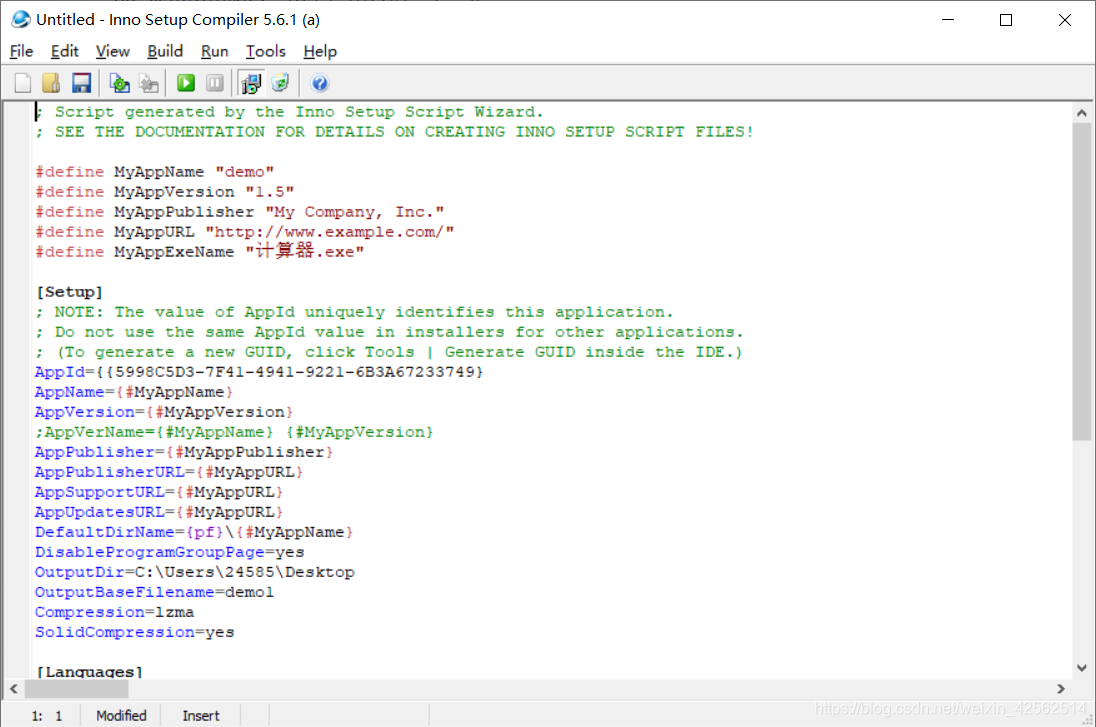 Untitled - Inno Setup Compiler 5.6.1 (a)
File Edit View Build Run Tools Help
; Script generated by the Inno Setup Script Wizard.
; SEE THE DOCUMENTATION FOR DETAILS ON CREATING INNO SETUP SCRIPT FILES!
#define MyAppName "demo"
#define MyAppVersion "1.5"
#define MyAppPublisher "My Company, Inc."
#define MyAppURL "http://www.example.com/"
#define MyAppExeName "计算器.exe"
[Setup]
; NOTE: The value of AppId uniquely identifies this application.
; Do not use the same AppId value in installers for other applications.
; (To generate a new GUID, click Tools | Generate GUID inside the IDE.)
AppId={{5998C5D3-7F41-4941-9221-6B3A67233749}
AppName={#MyAppName}
AppVersion={#MyAppVersion}
;AppVerName={#MyAppName} {#MyAppVersion}
AppPublisher={#MyAppPublisher}
AppPublisherURL={#MyAppURL}
AppSupportURL={#MyAppURL}
AppUpdatesURL={#MyAppURL}
DefaultDirName={pf}\{#MyAppName}
DisableProgramGroupPage=yes
OutputDir=C:\Users\24585\Desktop
OutputBaseFilename=demo1
Compression=lzma
SolidCompression=yes
[Languages]
1: 1 Modified Insert
https://blog.csdn.net/weixin_42562514